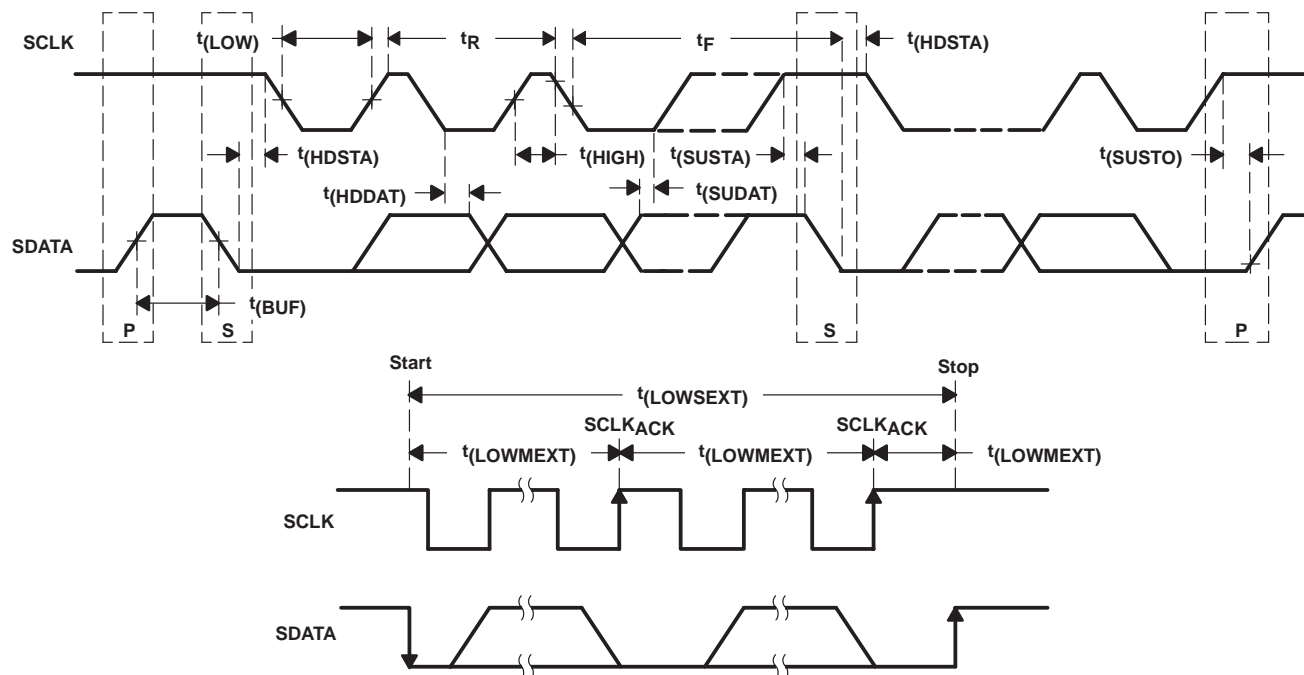 SCLK t(LOW) tR tF t(HDSTA)
t(HDSTA) t(HIGH) t(SUSTA) t(SUSTO)
t(HDDAT) t(SUDAT)
SDATA
t(BUF)
P S S P
Start Stop
t(LOWSEXT)
SCLKACK SCLKACK
t(LOWMEXT) t(LOWMEXT) t(LOWMEXT)
SCLK
SDATA